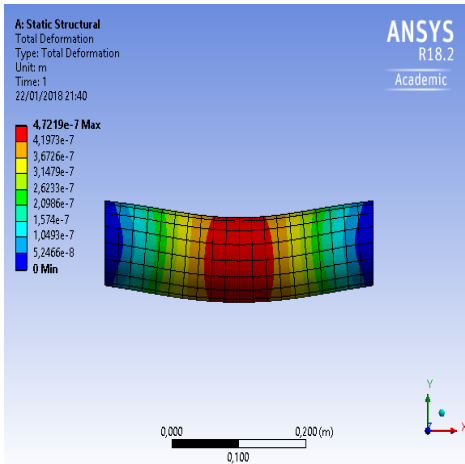 A: Static Structural
Total Deformation
Type: Total Deformation
Unit: m
Time: 1
22/01/2018 21:40
ANSYS
R18.2
Academic
4,7219e-7 Max
4,1973e-7
3,6726e-7
3,1479e-7
2,6233e-7
2,0986e-7
1,574e-7
1,0493e-7
5,2466e-8
0 Min
Y
X
0,000
0,200 (m)
0,100